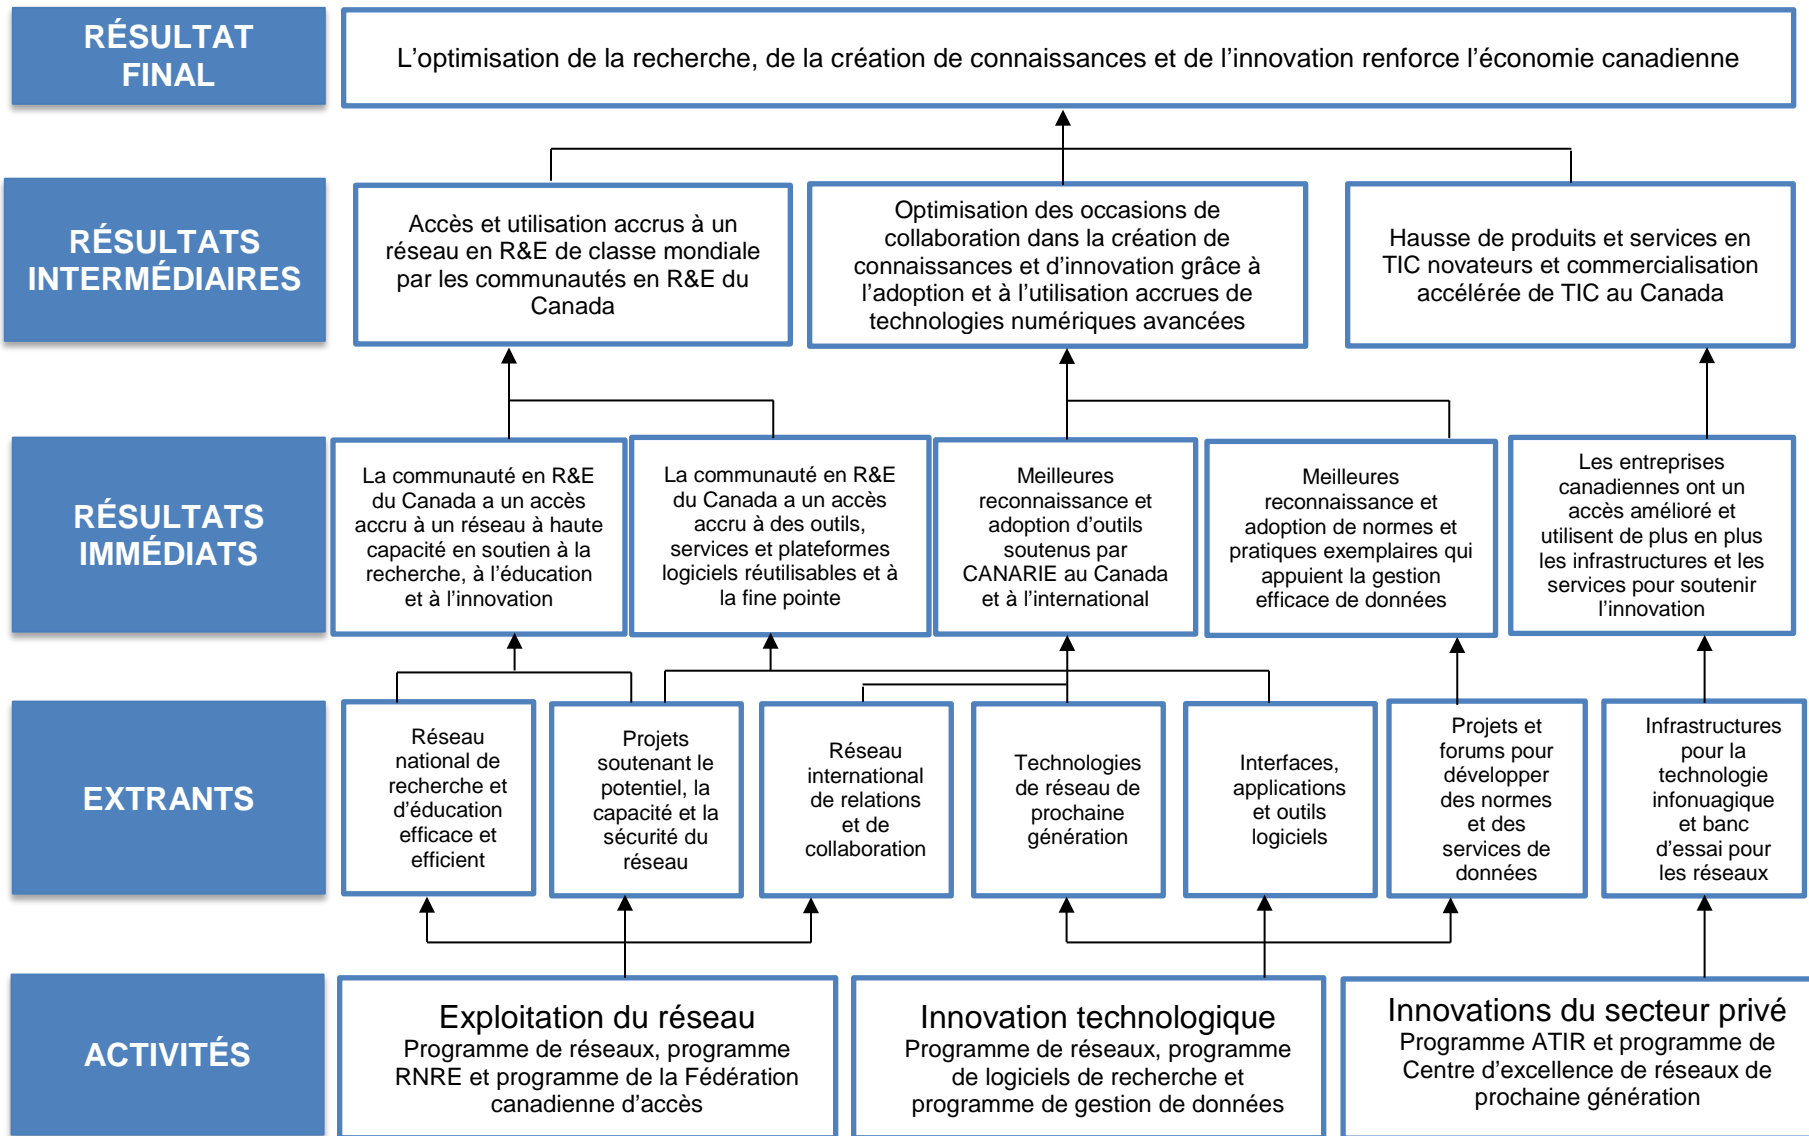 RÉSULTAT
FINAL
L’optimisation de la recherche, de la création de connaissances et de l’innovation renforce l’économie canadienne
RÉSULTATS
INTERMÉDIAIRES
Accès et utilisation accrus à un
réseau en R&E de classe mondiale
par les communautés en R&E du
Canada
Optimisation des occasions de
collaboration dans la création de
connaissances et d’innovation grâce à
l’adoption et à l’utilisation accrues de
technologies numériques avancées
Hausse de produits et services en
TIC novateurs et commercialisation
accélérée de TIC au Canada
RÉSULTATS
IMMÉDIATS
La communauté en R&E
du Canada a un accès
accru à un réseau à haute
capacité en soutien à la
recherche, à l’éducation
et à l’innovation
La communauté en R&E
du Canada a un accès
accru à des outils,
services et plateformes
logiciels réutilisables et à
la fine pointe
Meilleures
reconnaissance et
adoption d’outils
soutenus par
CANARIE au Canada
et à l’international
Meilleures
reconnaissance et
adoption de normes et
pratiques exemplaires qui
appuient la gestion
efficace de données
Les entreprises
canadiennes ont un
accès amélioré et
utilisent de plus en plus
les infrastructures et les
services pour soutenir
l’innovation
EXTRANTS
Réseau
national de
recherche et
d’éducation
efficace et
efficient
Projets
soutenant le
potentiel, la
capacité et la
sécurité du
réseau
Réseau
international
de relations
et de
collaboration
Technologies
de réseau de
prochaine
génération
Interfaces,
applications
et outils
logiciels
Projets et
forums pour
développer
des normes
et des
services de
données
Infrastructures
pour la
technologie
infonuagique
et banc
d’essai pour
les réseaux
ACTIVITÉS
Exploitation du réseau
Programme de réseaux, programme
RNRE et programme de la Fédération
canadienne d’accès
Innovation technologique
Programme de réseaux, programme
de logiciels de recherche et
programme de gestion de données
Innovations du secteur privé
Programme ATIR et programme de
Centre d’excellence de réseaux de
prochaine génération